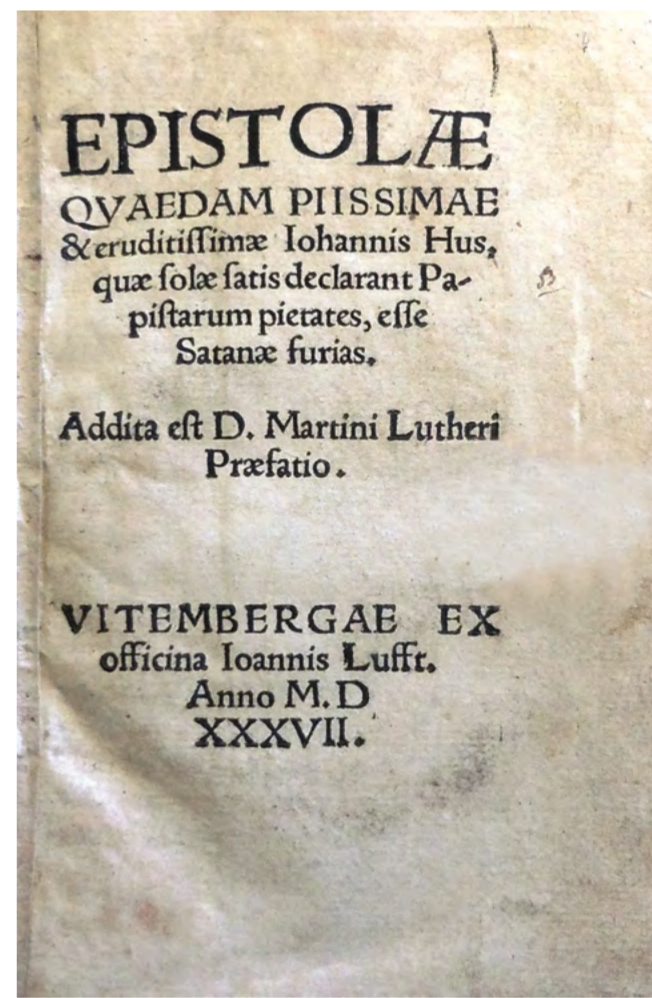 EPISTOLÆ
QVAEDAM PIISSIMAE
& eruditiſſimæ Iohannis Hus,
quæ ſolæ ſatis declarant Pa-
piſtarum pietates, eſſe
Satanæ furias.
Addita eſt D. Martini Lutheri
Præfatio.
VITEMBERGAE EX
officina Ioannis Lufft.
Anno M.D
XXXVII.